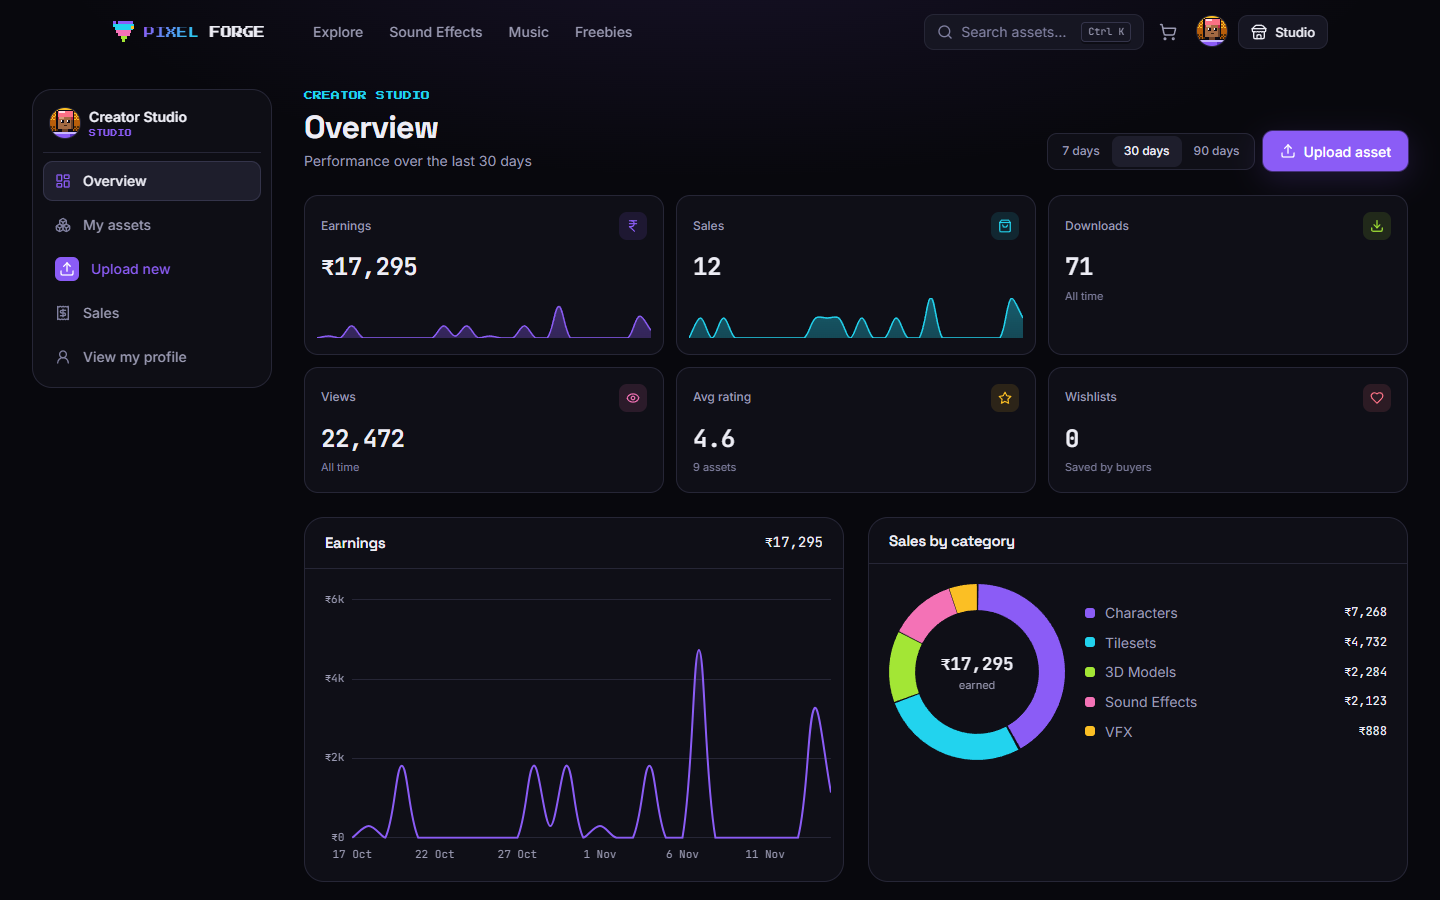 PIXEL FORGE
Explore
Sound Effects
Music
Freebies
Search assets...
Ctrl K
Studio
Creator Studio
STUDIO
Overview
My assets
Upload new
Sales
View my profile
CREATOR STUDIO
Overview
Performance over the last 30 days
7 days
30 days
90 days
Upload asset
Earnings
₹17,295
Sales
12
Downloads
71
All time
Views
22,472
All time
Avg rating
4.6
9 assets
Wishlists
0
Saved by buyers
Earnings
₹17,295
₹6k
₹4k
₹2k
₹0
17 Oct
22 Oct
27 Oct
1 Nov
6 Nov
11 Nov
Sales by category
₹17,295
earned
Characters ₹7,268
Tilesets ₹4,732
3D Models ₹2,284
Sound Effects ₹2,123
VFX ₹888